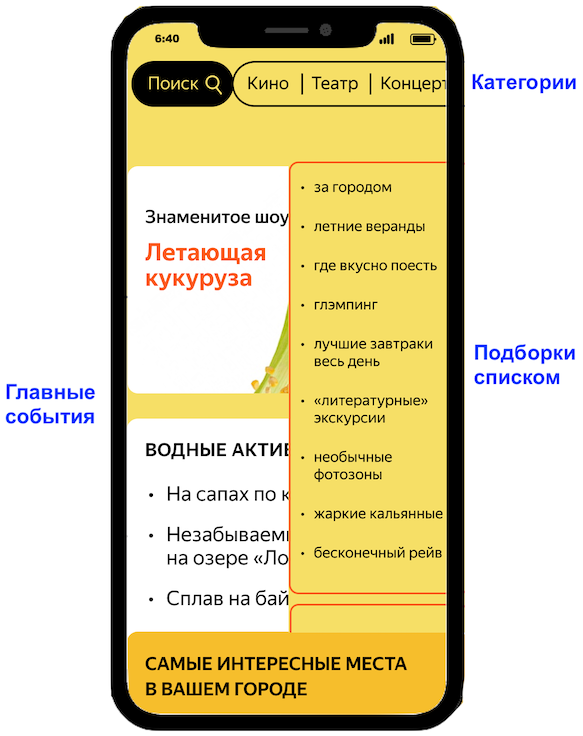 6:40
Поиск
Кино | Театр | Концерт
Категории
Знаменитое шоу
Летающая
кукуруза
• за городом
• летние веранды
• где вкусно поесть
• глэмпинг
• лучшие завтраки
весь день
• «литературные»
экскурсии
• необычные
фотозоны
• жаркие кальянные
• бесконечный рейв
Подборки
списком
Главные
события
ВОДНЫЕ АКТИВ
• На сапах по к
• Незабываемы
на озере «Ло
• Сплав на бай
САМЫЕ ИНТЕРЕСНЫЕ МЕСТА
В ВАШЕМ ГОРОДЕ